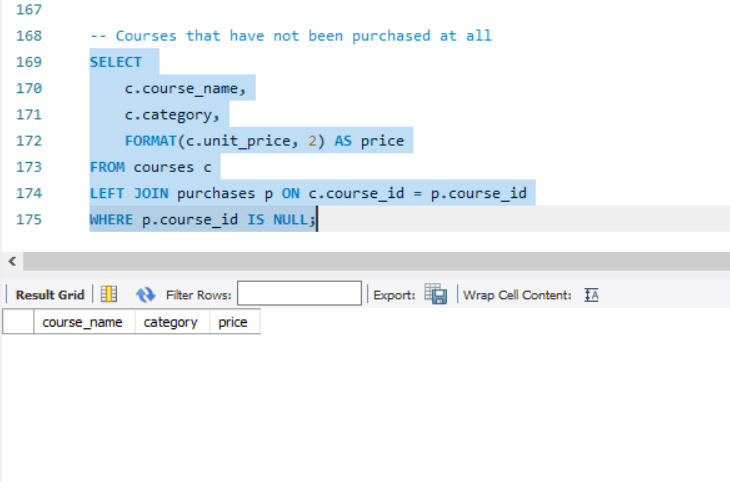 167
168 -- Courses that have not been purchased at all
169 SELECT
170 c.course_name,
171 c.category,
172 FORMAT(c.unit_price, 2) AS price
173 FROM courses c
174 LEFT JOIN purchases p ON c.course_id = p.course_id
175 WHERE p.course_id IS NULL;
Result Grid Filter Rows: Export: Wrap Cell Content:
course_name category price